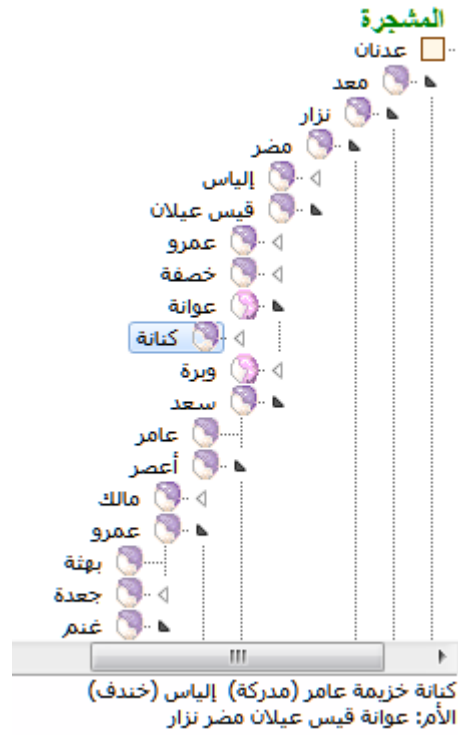 المشجرة
عدنان
معد
نزار
مضر
إلياس
قيس عيلان
عمرو
خصفة
عوانة
كنانة
وبرة
سعد
عامر
أعصر
مالك
عمرو
بهثة
جعدة
غنم
كنانة خزيمة عامر (مدركة) إلياس (خندف)
الأم: عوانة قيس عيلان مضر نزار